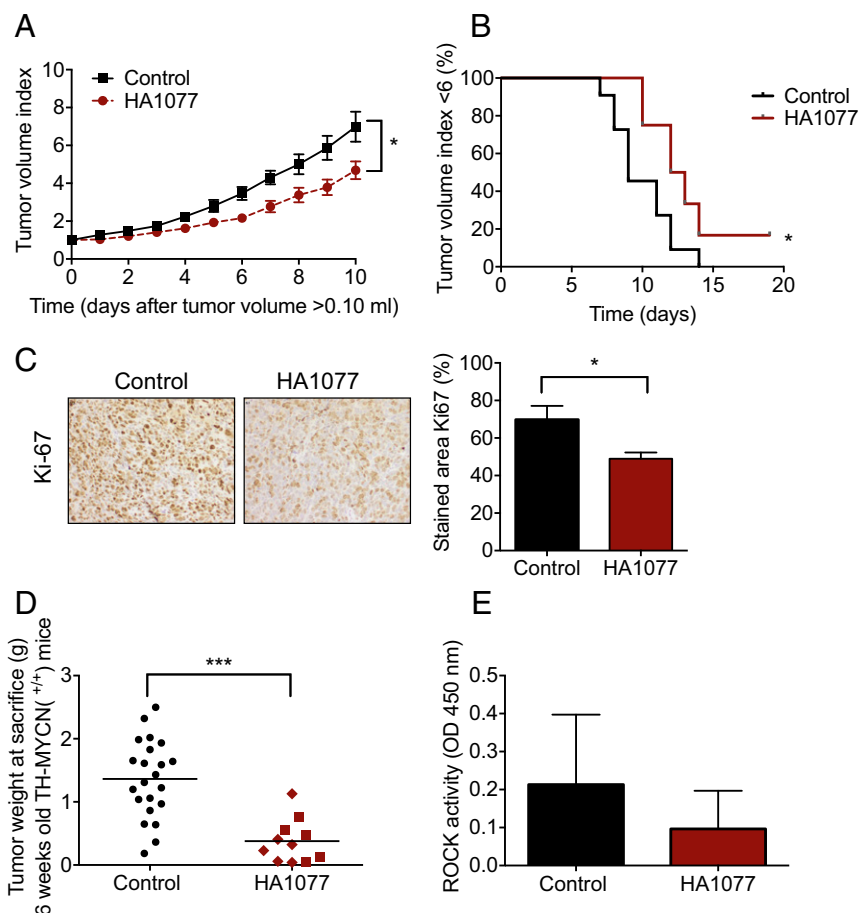 A
Control
HA1077
Tumor volume index
10
8
6
4
2
0
0 2 4 6 8 10
*
Time (days after tumor volume >0.10 ml)
B
Control
HA1077
Tumor volume index <6 (%)
100
80
60
40
20
0
0 5 10 15 20
*
Time (days)
C
Control HA1077
Ki-67
Stained area Ki67 (%)
80
60
40
20
0
*
Control HA1077
D
Tumor weight at sacrifice (g)
6 weeks old TH-MYCN(+/+) mice
3
2
1
0
***
Control HA1077
E
ROCK activity (OD 450 nm)
0.5
0.4
0.3
0.2
0.1
0.0
Control HA1077